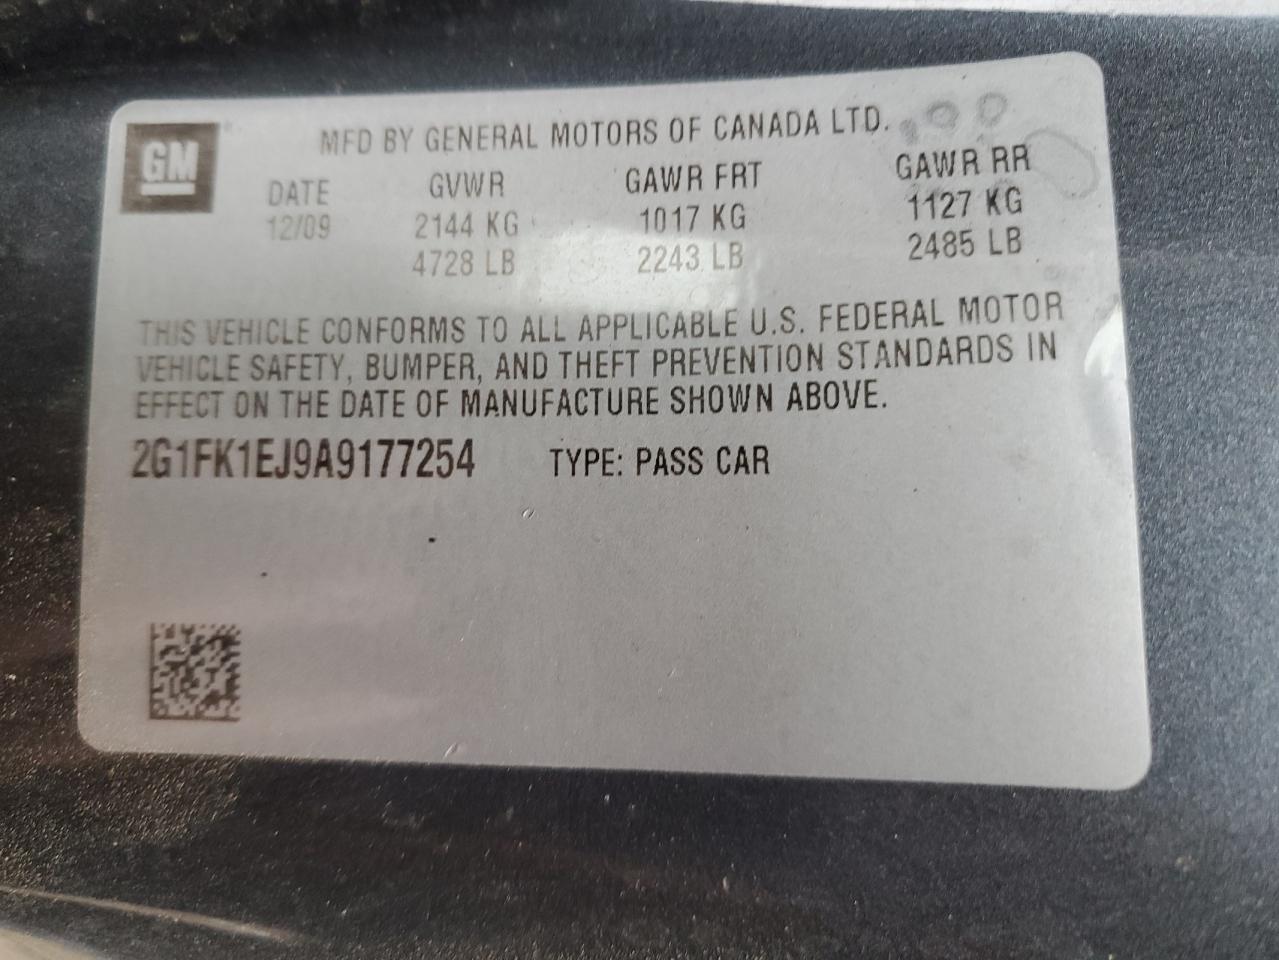 GM
MFD BY GENERAL MOTORS OF CANADA LTD.
DATE GVWR GAWR FRT GAWR RR
12/09 2144 KG 1017 KG 1127 KG
4728 LB 2243 LB 2485 LB
THIS VEHICLE CONFORMS TO ALL APPLICABLE U.S. FEDERAL MOTOR
VEHICLE SAFETY, BUMPER, AND THEFT PREVENTION STANDARDS IN
EFFECT ON THE DATE OF MANUFACTURE SHOWN ABOVE.
2G1FK1EJ9A9177254 TYPE: PASS CAR